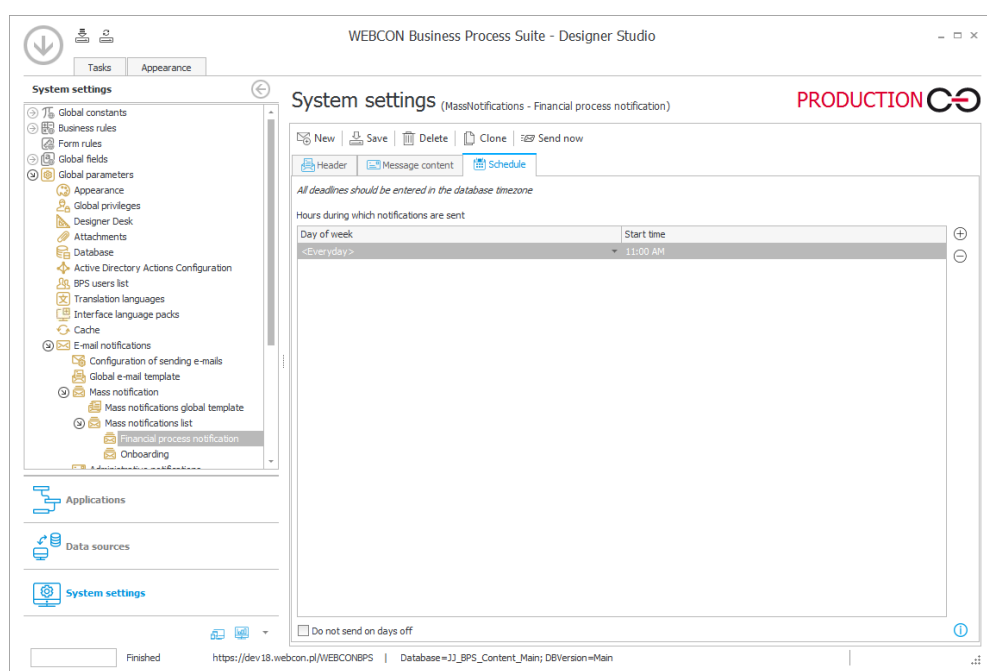 WEBCON Business Process Suite - Designer Studio
Tasks Appearance
System settings
Global constants
Business rules
Form rules
Global fields
Global parameters
Appearance
Global privileges
Designer Desk
Attachments
Database
Active Directory Actions Configuration
BPS users list
Translation languages
Interface language packs
Cache
E-mail notifications
Configuration of sending e-mails
Global e-mail template
Mass notification
Mass notifications global template
Mass notifications list
Financial process notification
Onboarding
Administrative notifications
Applications
Data sources
System settings
System settings (MassNotifications - Financial process notification) PRODUCTION
New Save Delete Clone Send now
Header Message content Schedule
All deadlines should be entered in the database timezone
Hours during which notifications are sent
Day of week Start time
<Everyday> 11:00 AM
Do not send on days off
Finished https://dev18.webcon.pl/WEBCONBPS | Database=JJ_BPS_Content_Main; DBVersion=Main